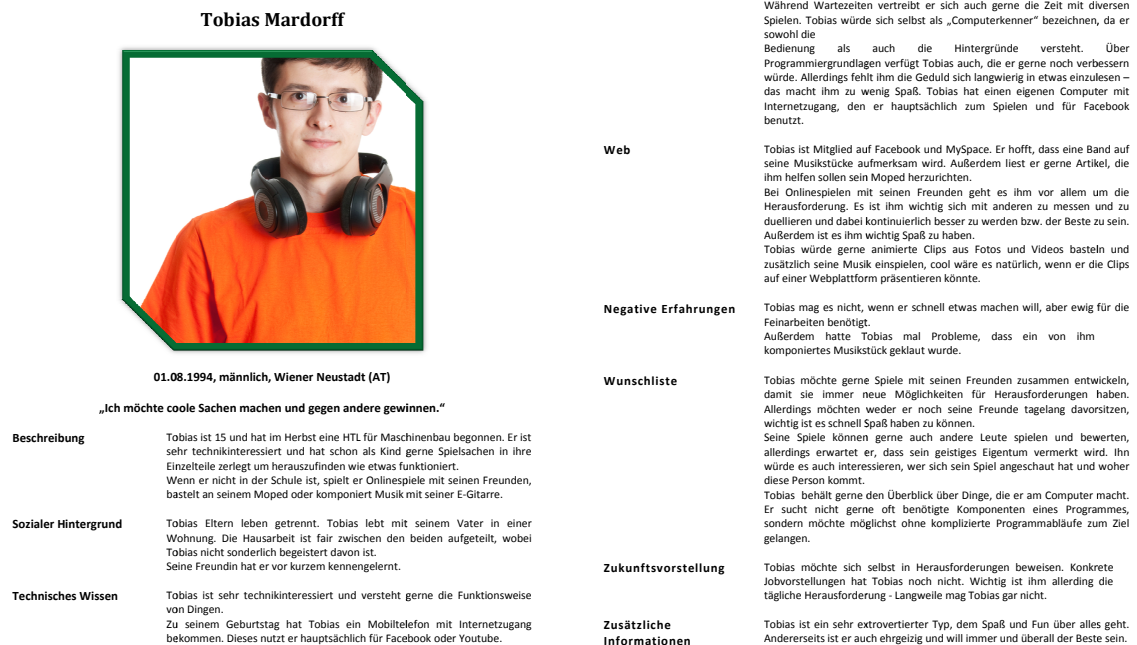 Tobias Mardorff
01.08.1994, männlich, Wiener Neustadt (AT)
„Ich möchte coole Sachen machen und gegen andere gewinnen.“
Beschreibung
Tobias ist 15 und hat im Herbst eine HTL für Maschinenbau begonnen. Er ist
sehr technikinteressiert und hat schon als Kind gerne Spielsachen in ihre
Einzelteile zerlegt um herauszufinden wie etwas funktioniert.
Wenn er nicht in der Schule ist, spielt er Onlinespiele mit seinen Freunden,
bastelt an seinem Moped oder komponiert Musik mit seiner E-Gitarre.
Sozialer Hintergrund
Tobias Eltern leben getrennt. Tobias lebt mit seinem Vater in einer
Wohnung. Die Hausarbeit ist fair zwischen den beiden aufgeteilt, wobei
Tobias nicht sonderlich begeistert davon ist.
Seine Freundin hat er vor kurzem kennengelernt.
Technisches Wissen
Tobias ist sehr technikinteressiert und versteht gerne die Funktionsweise
von Dingen.
Zu seinem Geburtstag hat Tobias ein Mobiltelefon mit Internetzugang
bekommen. Dieses nutzt er hauptsächlich für Facebook oder Youtube.
Während Wartezeiten vertreibt er sich auch gerne die Zeit mit diversen
Spielen. Tobias würde sich selbst als „Computerkenner“ bezeichnen, da er
sowohl die
Bedienung als auch die Hintergründe versteht. Über
Programmiergrundlagen verfügt Tobias auch, die er gerne noch verbessern
würde. Allerdings fehlt ihm die Geduld sich langwierig in etwas einzulesen –
das macht ihm zu wenig Spaß. Tobias hat einen eigenen Computer mit
Internetzugang, den er hauptsächlich zum Spielen und für Facebook
benutzt.
Web
Tobias ist Mitglied auf Facebook und MySpace. Er hofft, dass eine Band auf
seine Musikstücke aufmerksam wird. Außerdem liest er gerne Artikel, die
ihm helfen sollen sein Moped herzurichten.
Bei Onlinespielen mit seinen Freunden geht es ihm vor allem um die
Herausforderung. Es ist ihm wichtig sich mit anderen zu messen und zu
duellieren und dabei kontinuierlich besser zu werden bzw. der Beste zu sein.
Außerdem ist es ihm wichtig Spaß zu haben.
Tobias würde gerne animierte Clips aus Fotos und Videos basteln und
zusätzlich seine Musik einspielen, cool wäre es natürlich, wenn er die Clips
auf einer Webplattform präsentieren könnte.
Negative Erfahrungen
Tobias mag es nicht, wenn er schnell etwas machen will, aber ewig für die
Feinarbeiten benötigt.
Außerdem hatte Tobias mal Probleme, dass ein von ihm
komponiertes Musikstück geklaut wurde.
Wunschliste
Tobias möchte gerne Spiele mit seinen Freunden zusammen entwickeln,
damit sie immer neue Möglichkeiten für Herausforderungen haben.
Allerdings möchten weder er noch seine Freunde tagelang davorsitzen,
wichtig ist es schnell Spaß haben zu können.
Seine Spiele können gerne auch andere Leute spielen und bewerten,
allerdings erwartet er, dass sein geistiges Eigentum vermerkt wird. Ihn
würde es auch interessieren, wer sich sein Spiel angeschaut hat und woher
diese Person kommt.
Tobias behält gerne den Überblick über Dinge, die er am Computer macht.
Er sucht nicht gerne oft benötigte Komponenten eines Programmes,
sondern möchte möglichst ohne komplizierte Programmabläufe zum Ziel
gelangen.
Zukunftsvorstellung
Tobias möchte sich selbst in Herausforderungen beweisen. Konkrete
Jobvorstellungen hat Tobias noch nicht. Wichtig ist ihm allerding die
tägliche Herausforderung - Langweile mag Tobias gar nicht.
Zusätzliche
Informationen
Tobias ist ein sehr extrovertierter Typ, dem Spaß und Fun über alles geht.
Andererseits ist er auch ehrgeizig und will immer und überall der Beste sein.